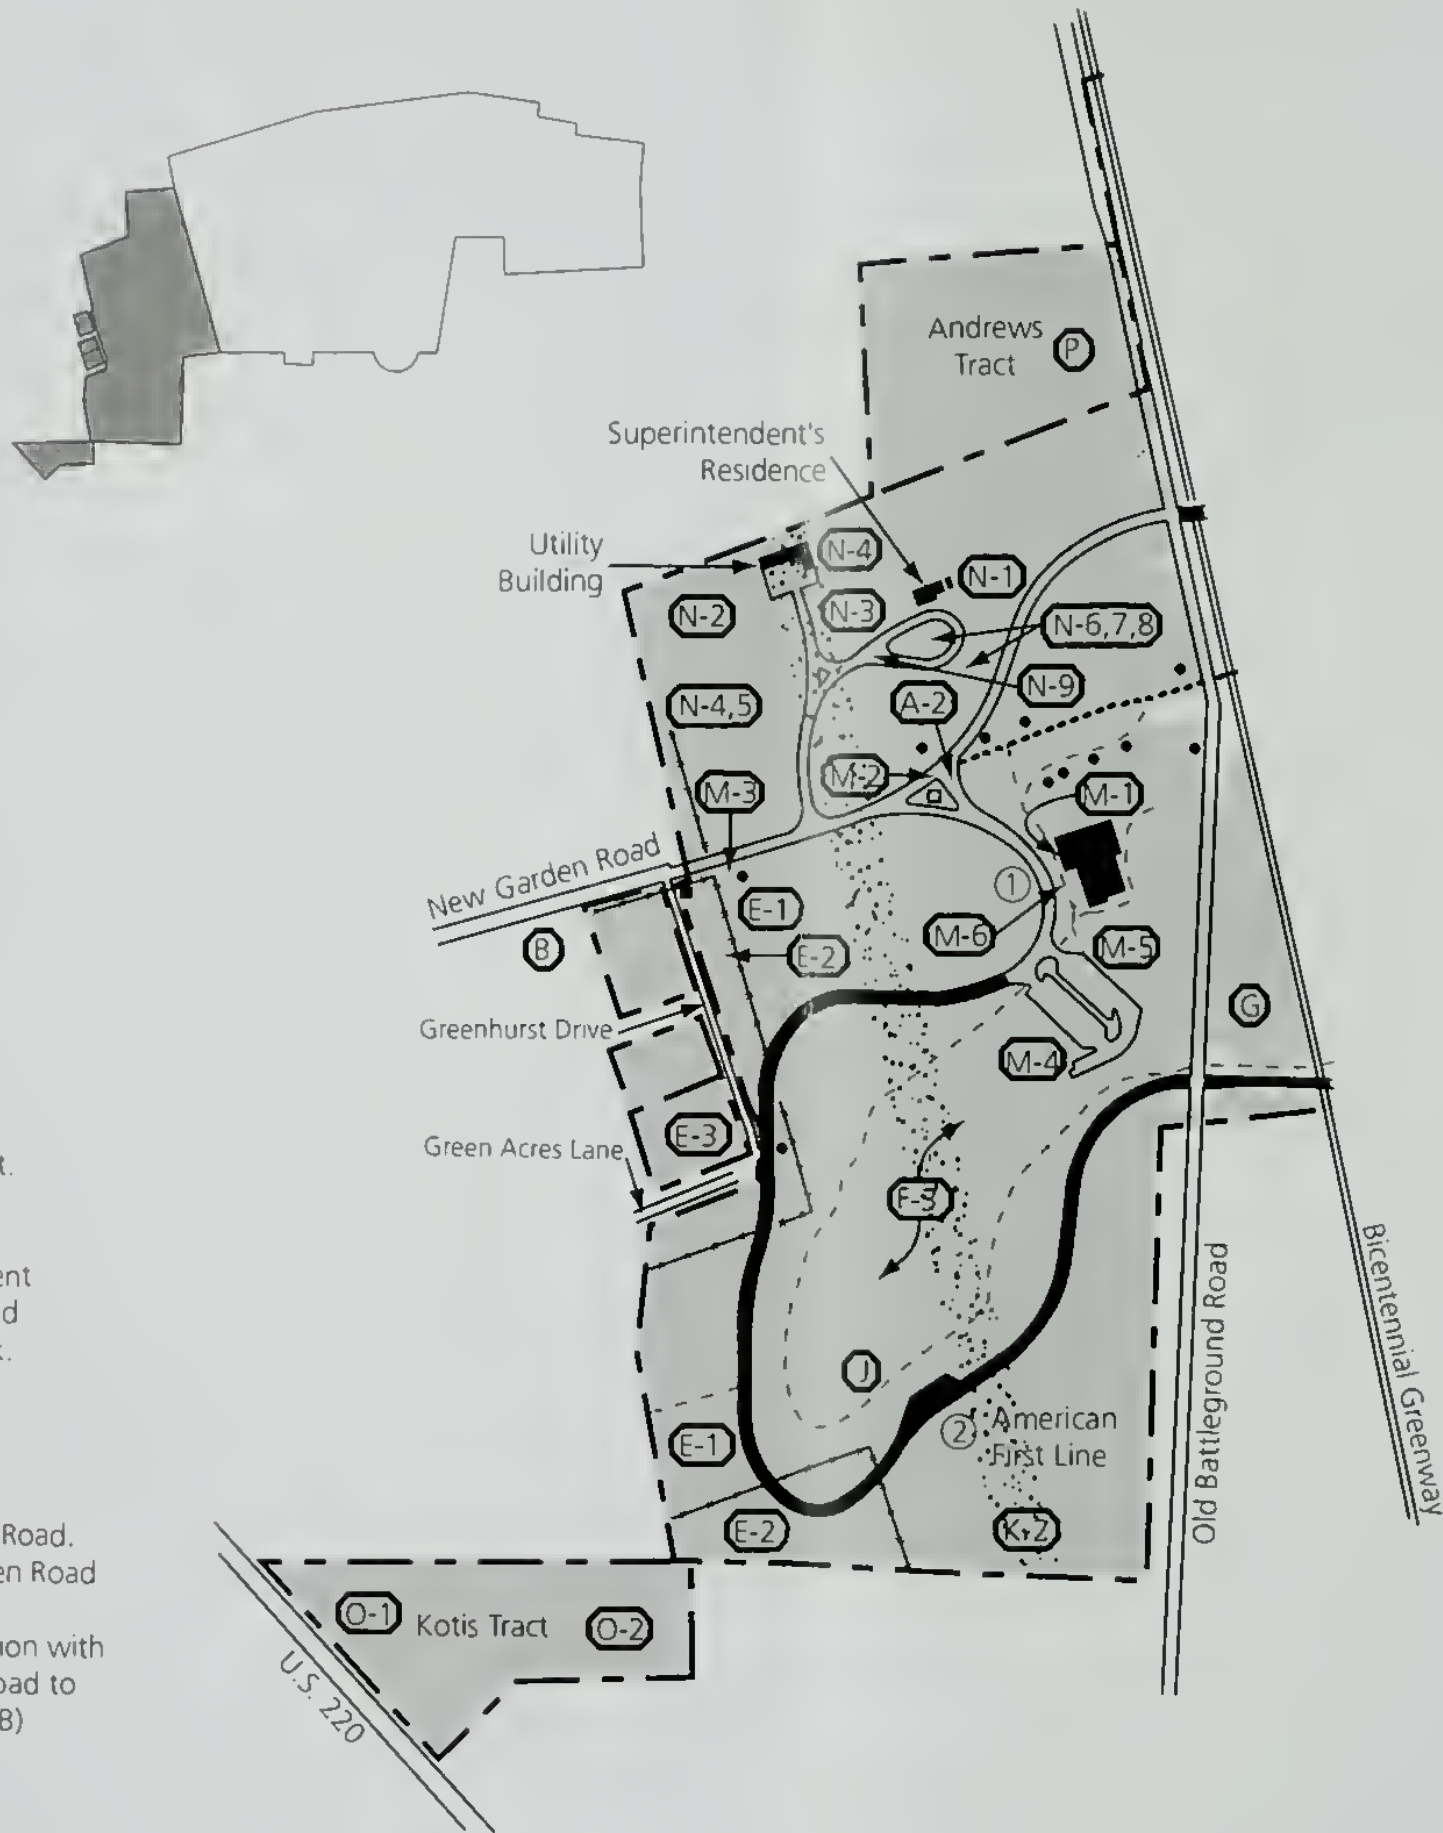 Andrews
Tract
P
Superintendent's
Residence
Utility
Building
N-4
N-1
N-2
N-3
N-6,7,8
N-9
N-4,5
A-2
M-2
M-3
M-1
New Garden Road
1
E-1
M-6
M-5
B
E-2
G
Greenhurst Drive
M-4
E-3
Green Acres Lane
t.
Bicentennial Greenway
Old Battleground Road
ent
d
J
2
American
First Line
E-1
E-2
K-2
Road.
en Road
O-1
Kotis Tract
O-2
with
oad to
B)
U.S. 220